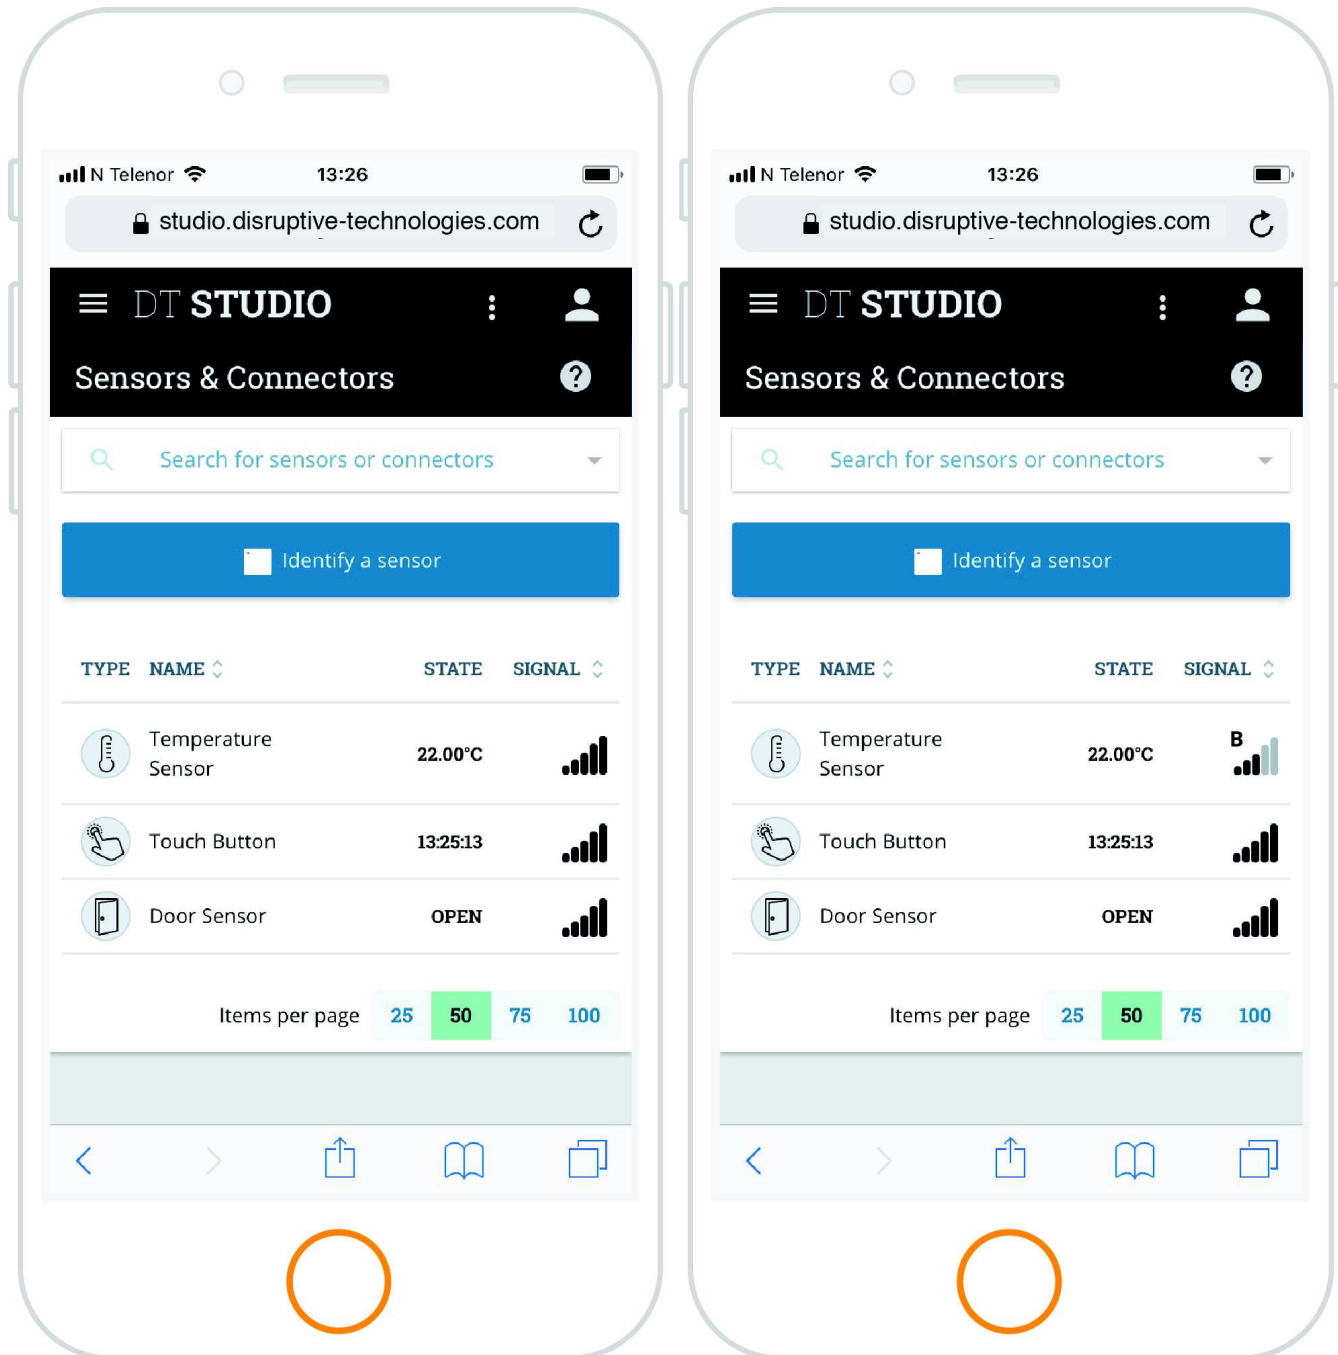 N Telenor 13:26
studio.disruptive-technologies.com
DT STUDIO
Sensors & Connectors
Search for sensors or connectors
Identify a sensor
TYPE NAME STATE SIGNAL
Temperature
Sensor
22.00°C
Touch Button 13:25:13
Door Sensor OPEN
Items per page 25 50 75 100
N Telenor 13:26
studio.disruptive-technologies.com
DT STUDIO
Sensors & Connectors
Search for sensors or connectors
Identify a sensor
TYPE NAME STATE SIGNAL
Temperature
Sensor
22.00°C B
Touch Button 13:25:13
Door Sensor OPEN
Items per page 25 50 75 100